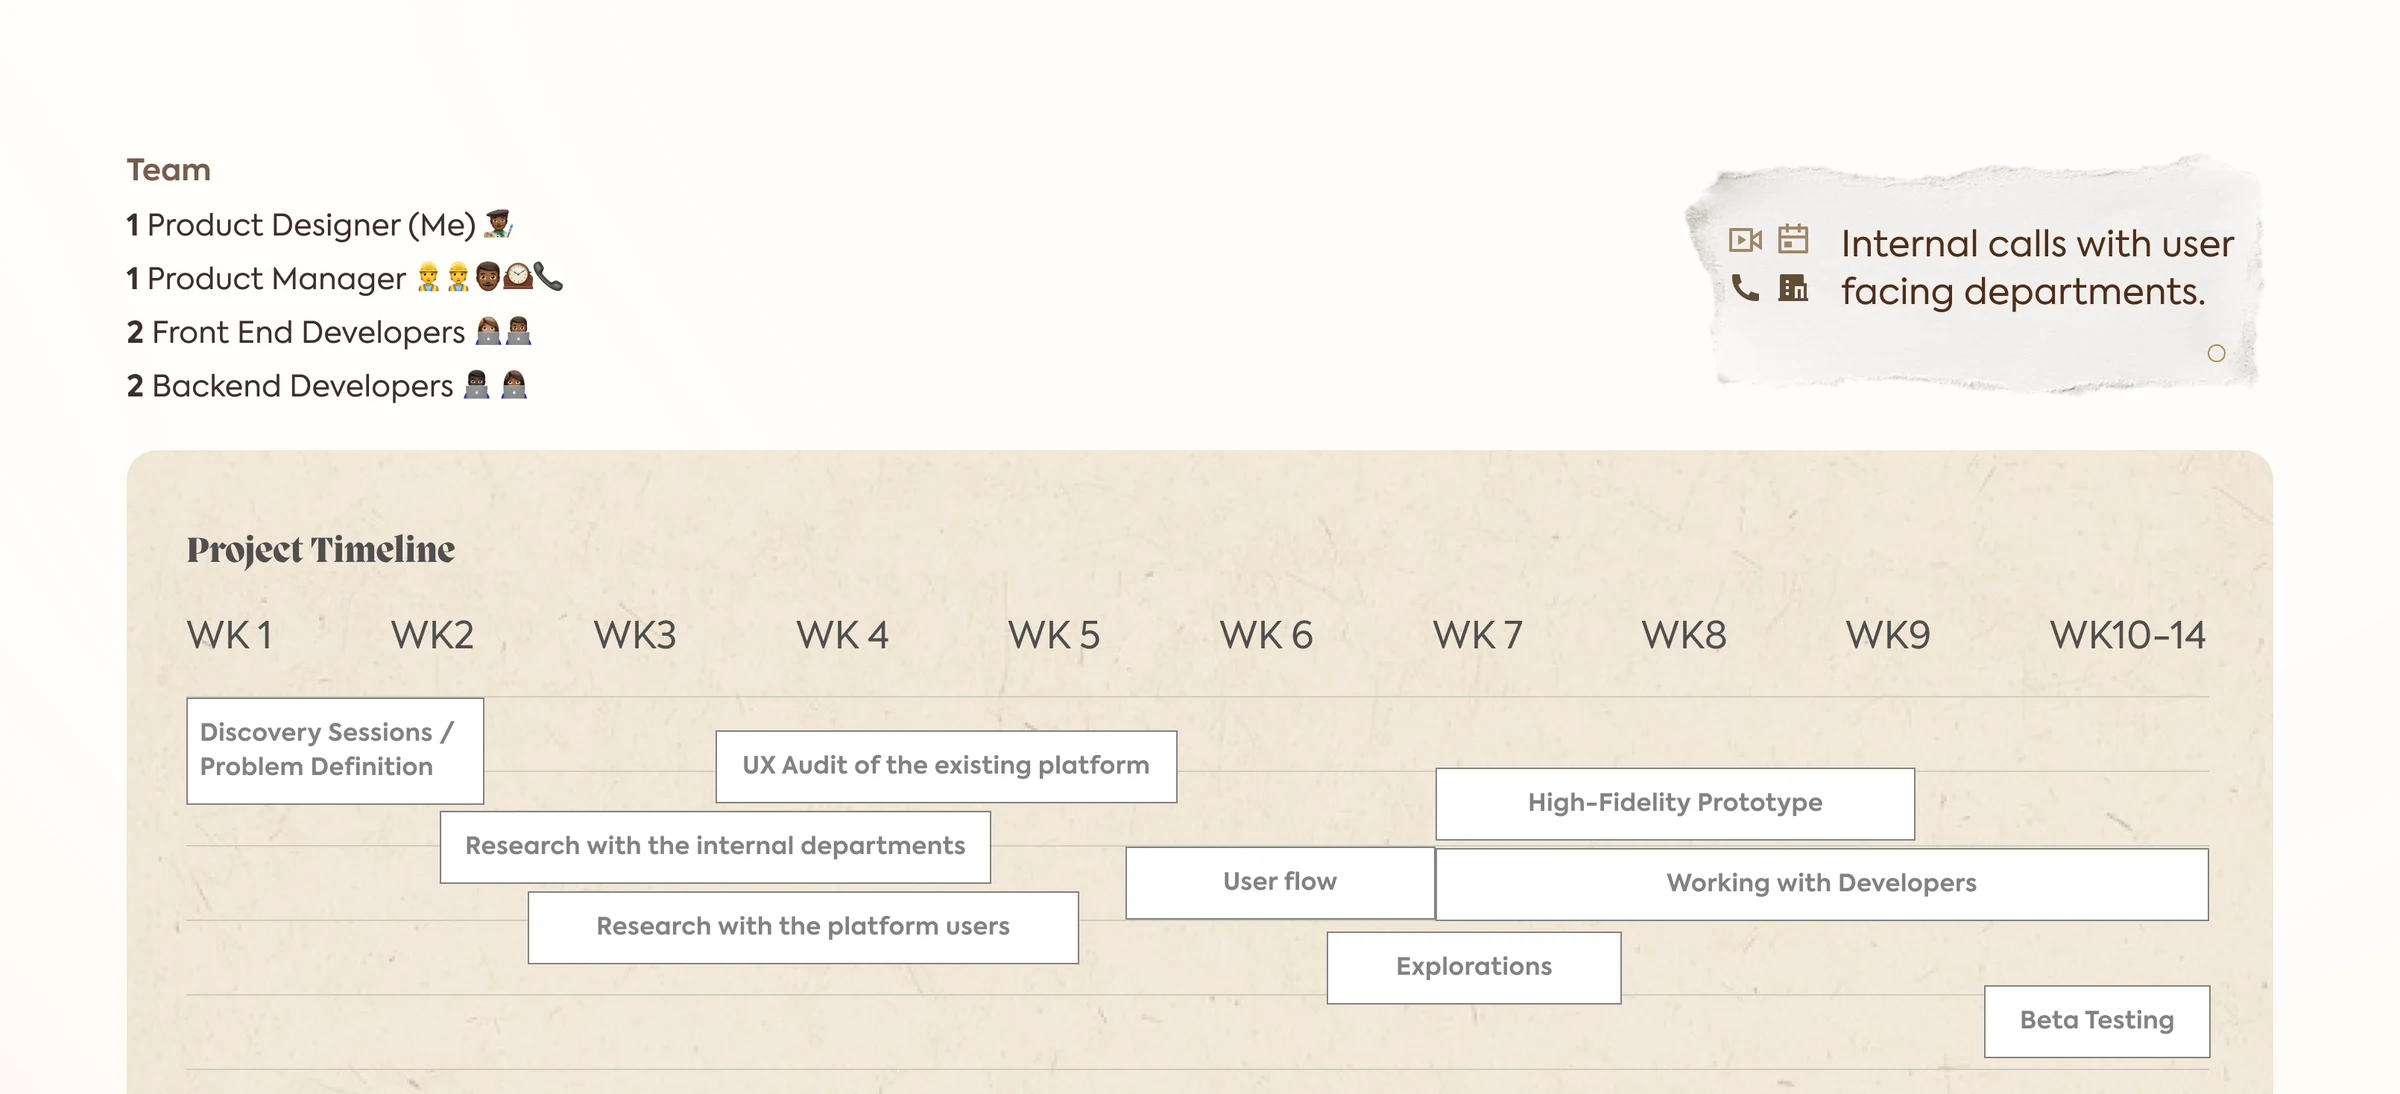 Team
1 Product Designer (Me)
1 Product Manager
2 Front End Developers
2 Backend Developers
Internal calls with user
facing departments.
Project Timeline
WK 1 WK2 WK3 WK 4 WK 5 WK 6 WK 7 WK8 WK9 WK10-14
Discovery Sessions /
Problem Definition
UX Audit of the existing platform
High-Fidelity Prototype
Research with the internal departments
User flow
Working with Developers
Research with the platform users
Explorations
Beta Testing